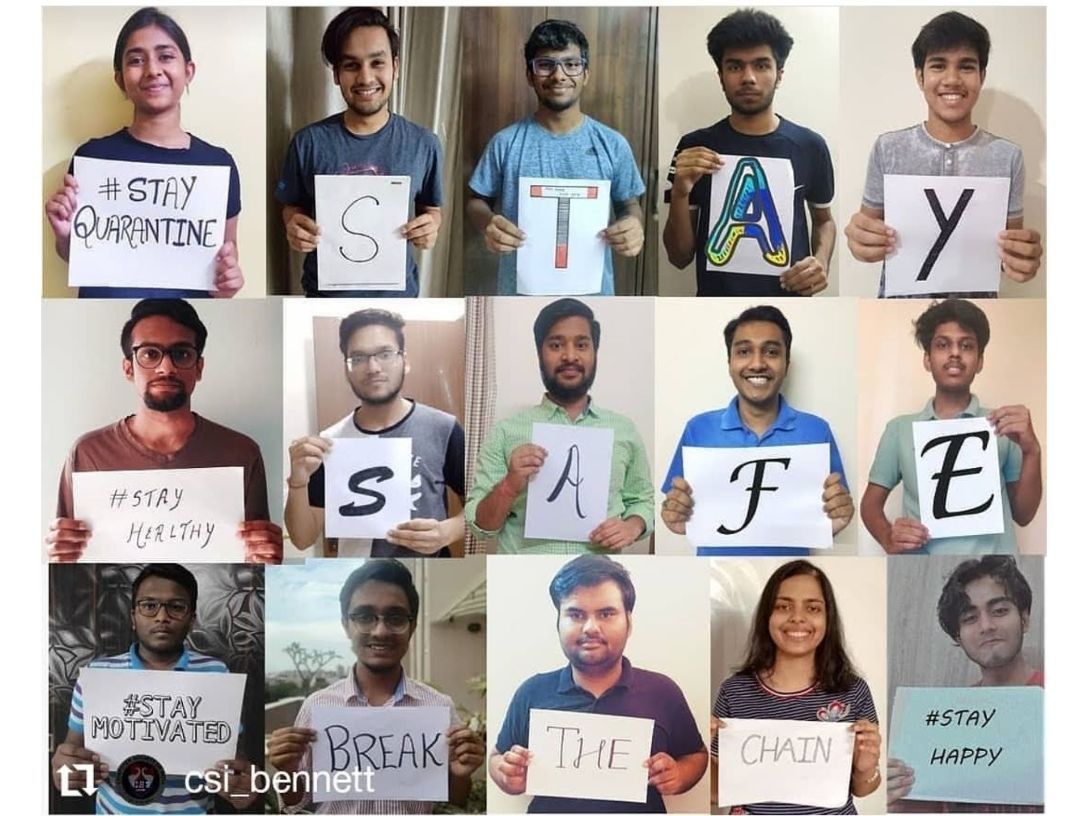 #STAY
QUARANTINE
S
T
A
Y
#STAY
HEALTHY
S
A
F
E
#STAY
MOTIVATED
BREAK
THE
CHAIN
#STAY
HAPPY
csi_bennett